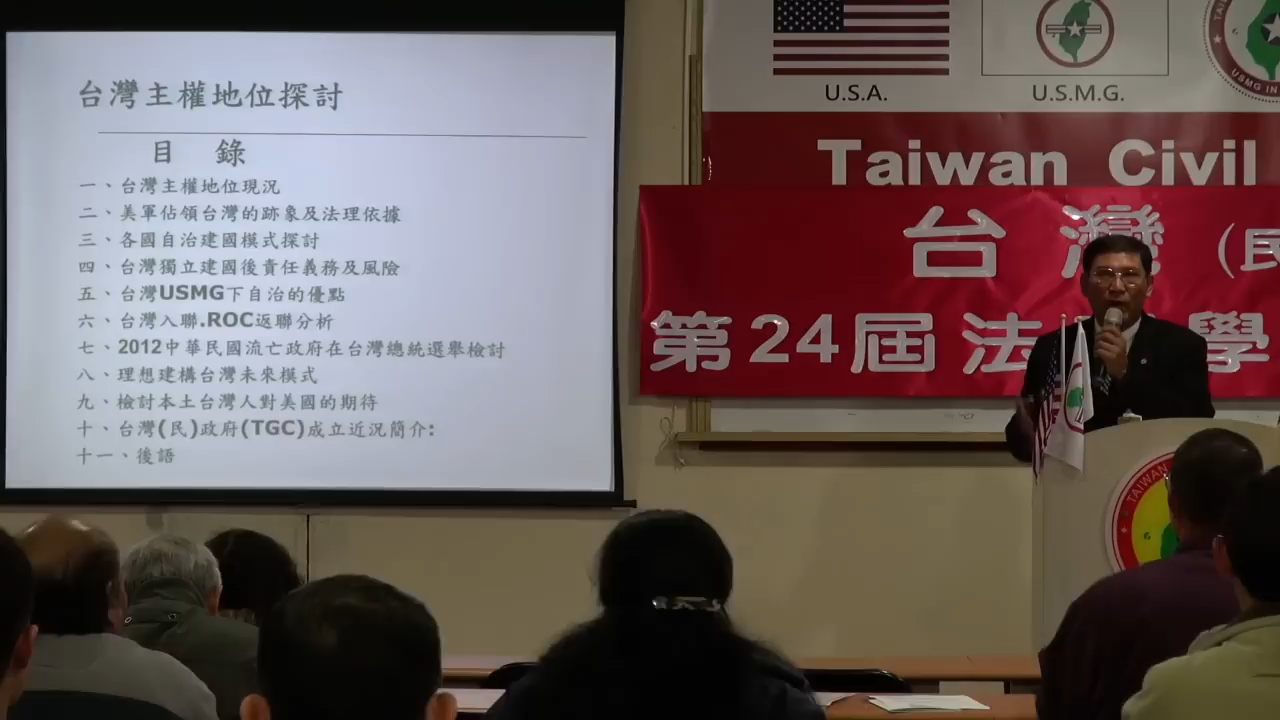 台灣主權地位探討
目 錄
一、台灣主權地位現況
二、美軍佔領台灣的跡象及法理依據
三、各國自治建國模式探討
四、台灣獨立建國後責任義務及風險
五、台灣USMG下自治的優點
六、台灣入聯.ROC返聯分析
七、2012中華民國流亡政府在台灣總統選舉檢討
八、理想建構台灣未來模式
九、檢討本土台灣人對美國的期待
十、台灣(民)政府(TGC)成立近況簡介:
十一、後語
U.S.A.
U.S.M.G.
USMG IN
Taiwan Civil
台灣（民
第24屆法
學
TAIWAN